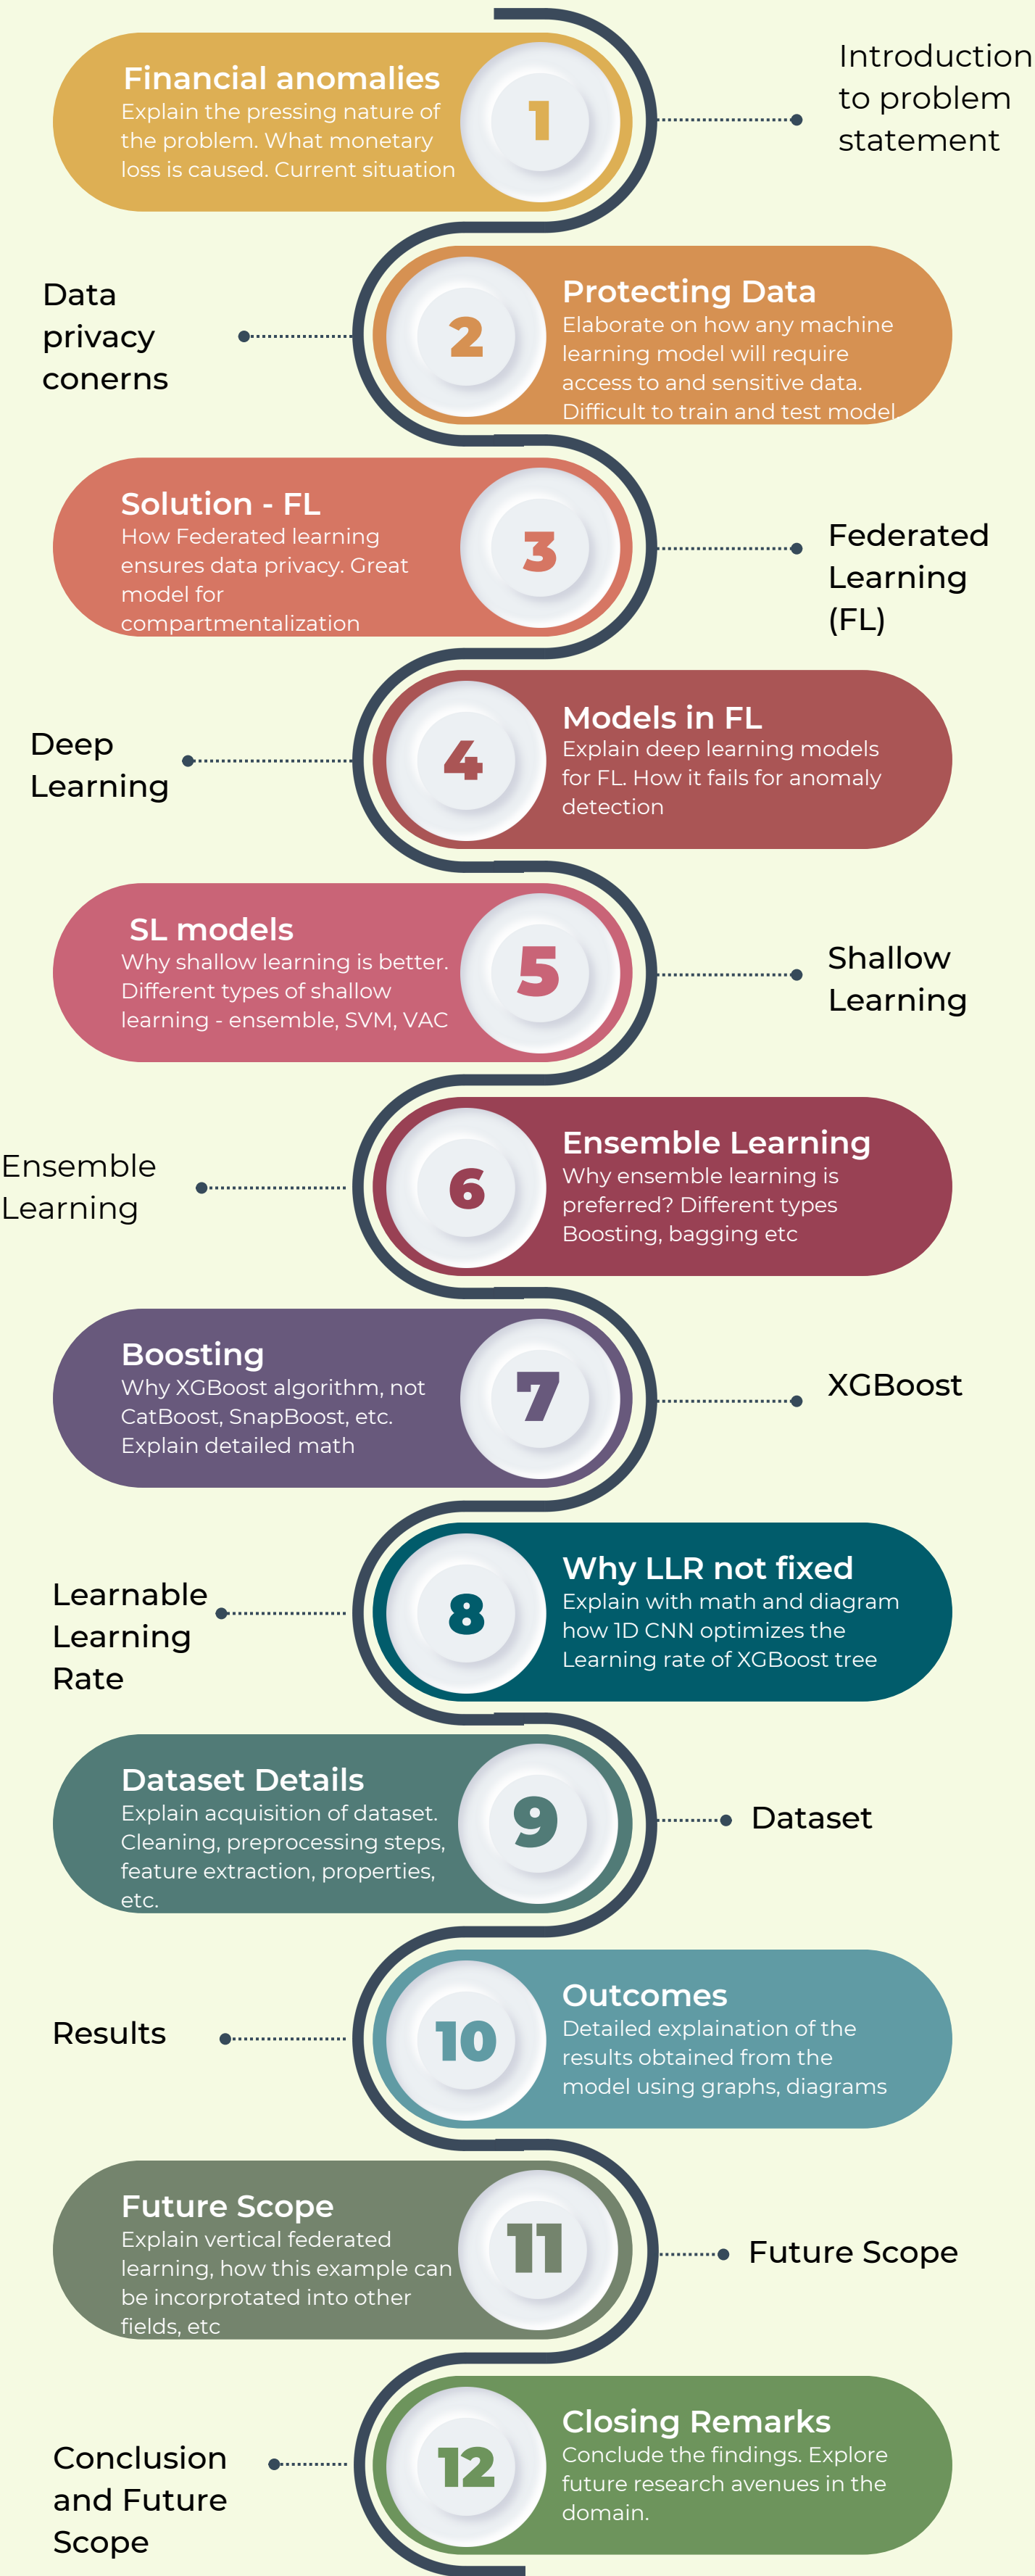 Financial anomalies
Explain the pressing nature of
the problem. What monetary
loss is caused. Current situation
1
Introduction
to problem
statement
Data
privacy
conerns
2
Protecting Data
Elaborate on how any machine
learning model will require
access to and sensitive data.
Difficult to train and test model.
Solution - FL
How Federated learning
ensures data privacy. Great
model for
compartmentalization
3
Federated
Learning
(FL)
Deep
Learning
4
Models in FL
Explain deep learning models
for FL. How it fails for anomaly
detection
SL models
Why shallow learning is better.
Different types of shallow
learning - ensemble, SVM, VAC
5
Shallow
Learning
Ensemble
Learning
6
Ensemble Learning
Why ensemble learning is
preferred? Different types
Boosting, bagging etc
Boosting
Why XGBoost algorithm, not
CatBoost, SnapBoost, etc.
Explain detailed math
7
XGBoost
Learnable
Learning
Rate
8
Why LLR not fixed
Explain with math and diagram
how 1D CNN optimizes the
Learning rate of XGBoost tree
Dataset Details
Explain acquisition of dataset.
Cleaning, preprocessing steps,
feature extraction, properties,
etc.
9
Dataset
Results
10
Outcomes
Detailed explaination of the
results obtained from the
model using graphs, diagrams
Future Scope
Explain vertical federated
learning, how this example can
be incorprotated into other
fields, etc
11
Future Scope
Conclusion
and Future
Scope
12
Closing Remarks
Conclude the findings. Explore
future research avenues in the
domain.